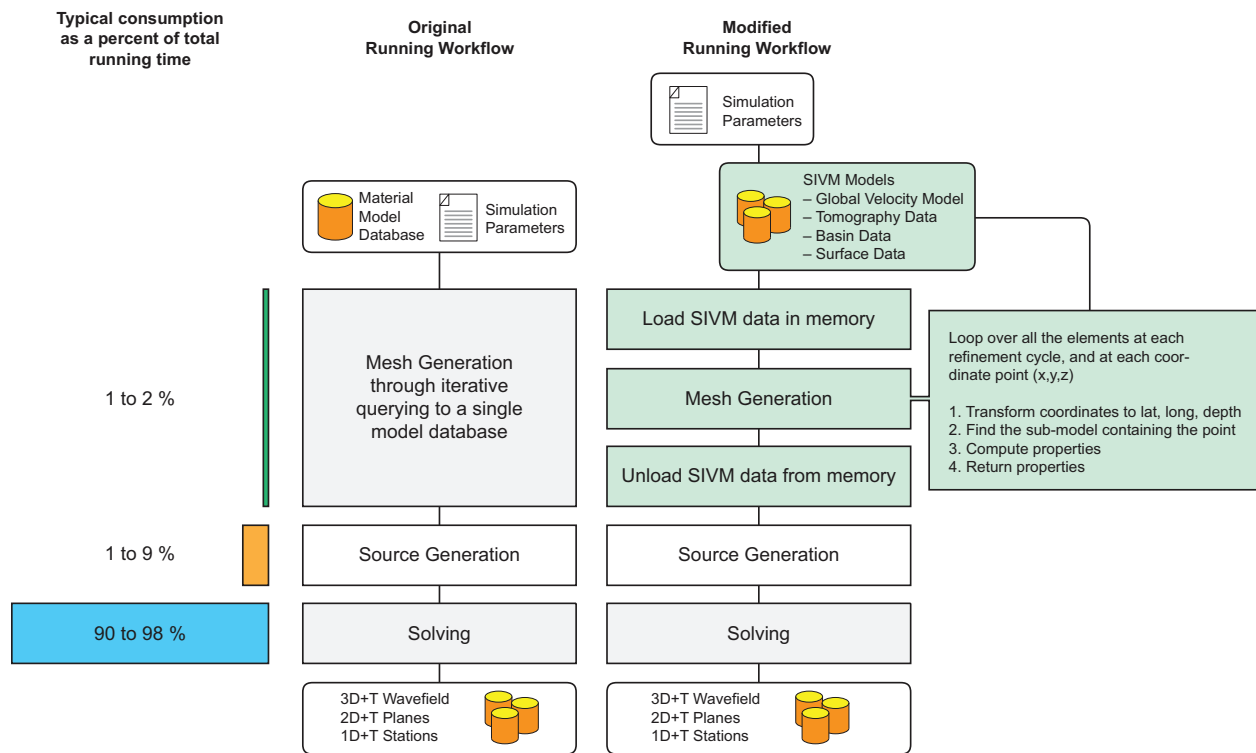 Typical consumption
as a percent of total
running time
Original
Running Workflow
Modified
Running Workflow
Simulation
Parameters
Material
Model
Database
Simulation
Parameters
SIVM Models
– Global Velocity Model
– Tomography Data
– Basin Data
– Surface Data
1 to 2 %
Mesh Generation
through iterative
querying to a single
model database
Load SIVM data in memory
Mesh Generation
Unload SIVM data from memory
Loop over all the elements at each
refinement cycle, and at each coor-
dinate point (x,y,z)
1. Transform coordinates to lat, long, depth
2. Find the sub-model containing the point
3. Compute properties
4. Return properties
1 to 9 %
Source Generation
Source Generation
90 to 98 %
Solving
Solving
3D+T Wavefield
2D+T Planes
1D+T Stations
3D+T Wavefield
2D+T Planes
1D+T Stations